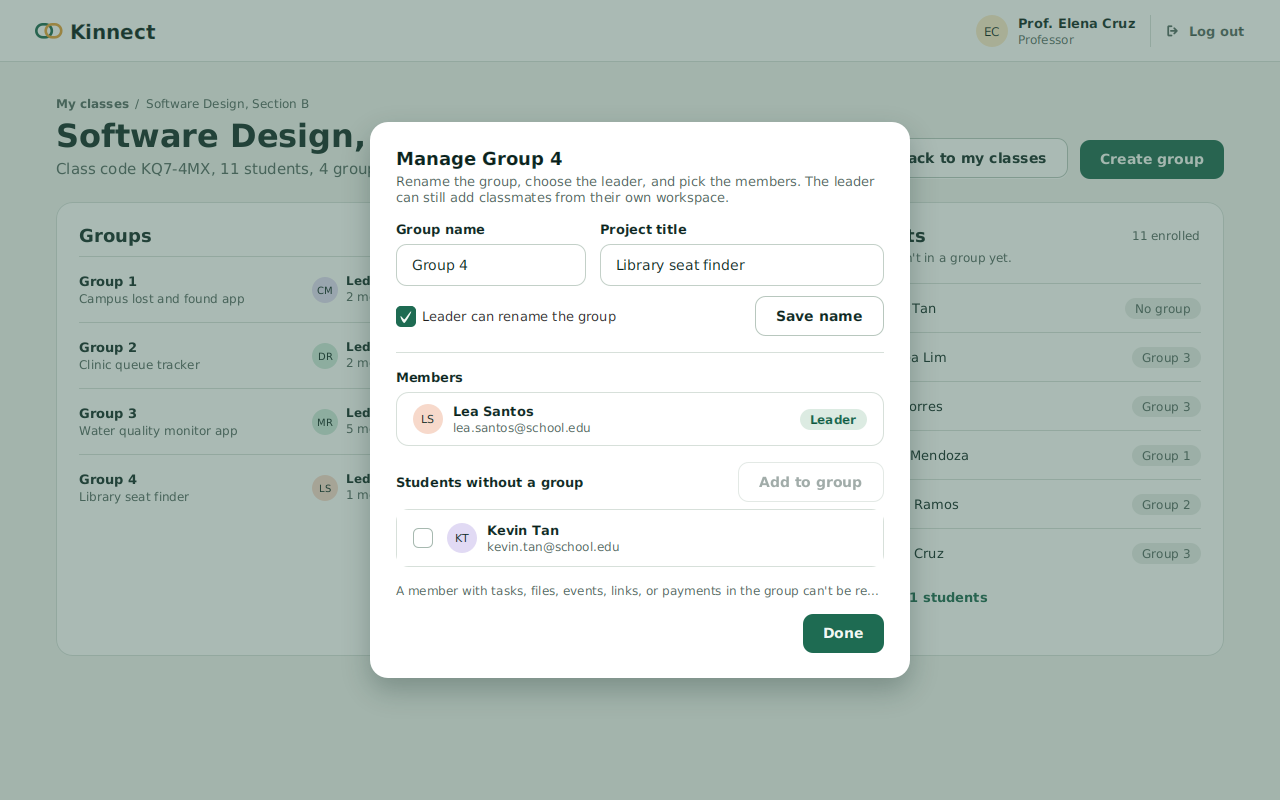 Kinnect
EC
Prof. Elena Cruz
Professor
Log out
My classes / Software Design, Section B
Software Design,
Class code KQ7-4MX, 11 students, 4
ack to my classes
Create group
Groups
Group 1
Campus lost and found app
CM
Group 2
Clinic queue tracker
DR
Group 3
Water quality monitor app
MR
Group 4
Library seat finder
LS
Manage Group 4
Rename the group, choose the leader, and pick the members. The leader
can still add classmates from their own workspace.
Group name
Project title
Group 4
Library seat finder
Leader can rename the group
Save name
Members
LS
Lea Santos
lea.santos@school.edu
Leader
Students without a group
Add to group
KT
Kevin Tan
kevin.tan@school.edu
A member with tasks, files, events, links, or payments in the group can't be re...
Done
11 enrolled
in a group yet.
Tan
No group
Lim
Group 3
Group 3
Mendoza
Group 1
Ramos
Group 2
Cruz
Group 3
1 students